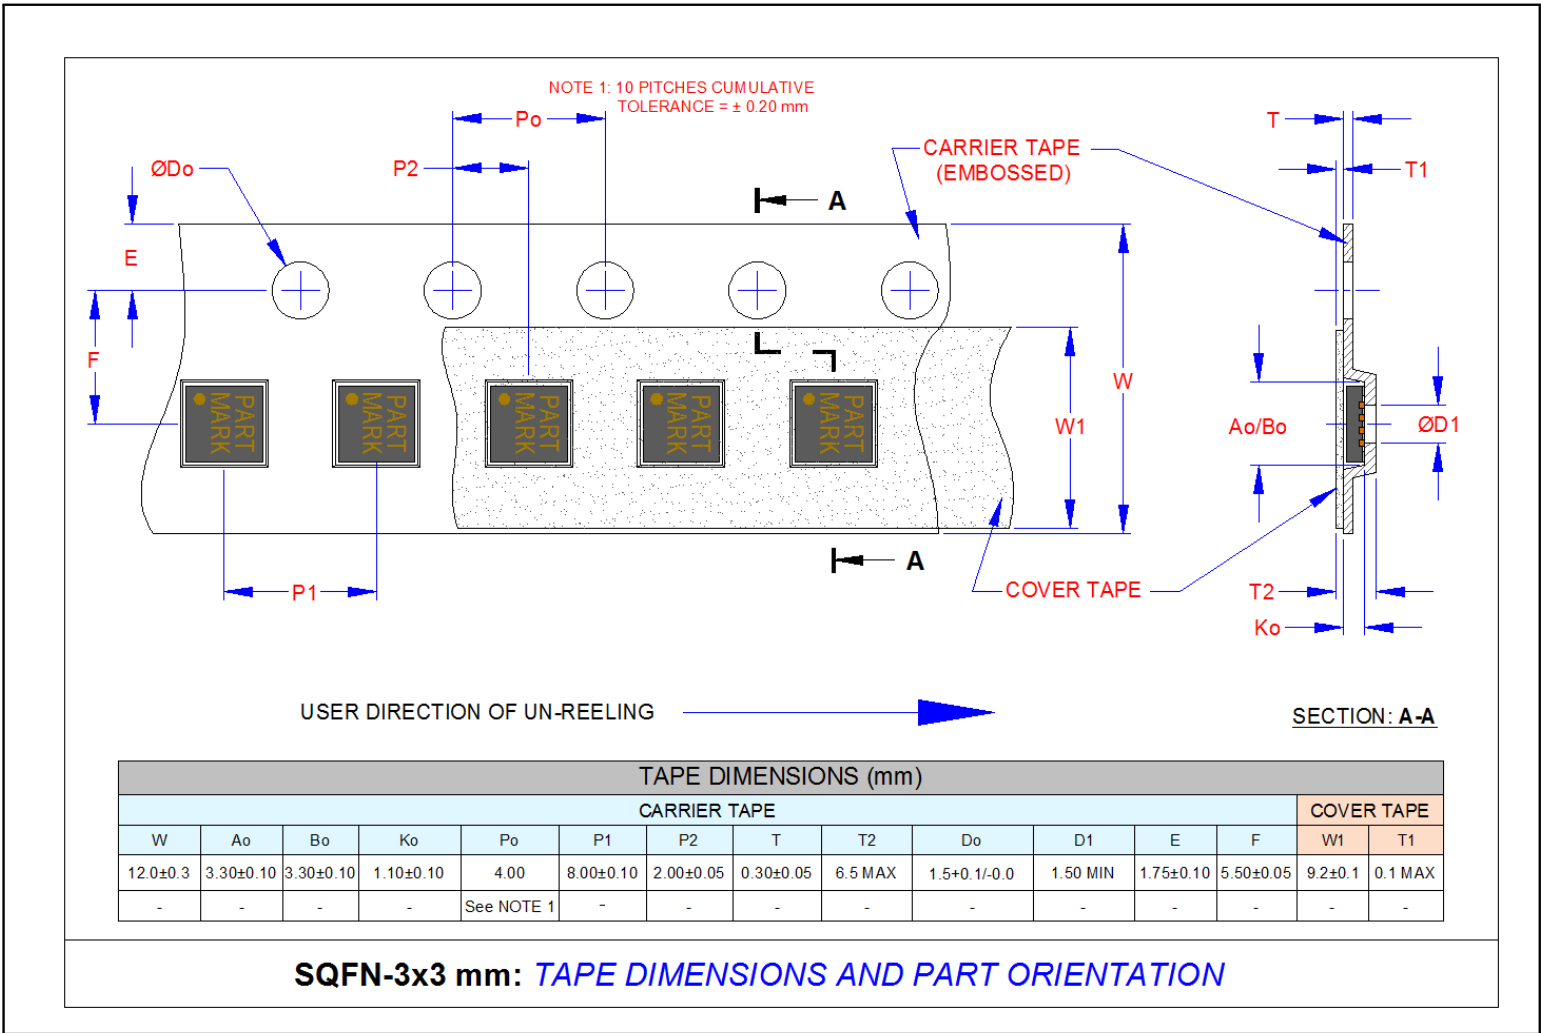 NOTE 1: 10 PITCHES CUMULATIVE
TOLERANCE = ± 0.20 mm
Po
P2
ØDo
A
CARRIER TAPE
(EMBOSSED)
T
T1
E
F
PART
MARK
PART
MARK
PART
MARK
PART
MARK
PART
MARK
W
W1
Ao/Bo
ØD1
A
P1
COVER TAPE
T2
Ko
USER DIRECTION OF UN-REELING
SECTION: A-A
TAPE DIMENSIONS (mm)
CARRIER TAPE COVER TAPE
W Ao Bo Ko Po P1 P2 T T2 Do D1 E F W1 T1
12.0±0.3 3.30±0.10 3.30±0.10 1.10±0.10 4.00 8.00±0.10 2.00±0.05 0.30±0.05 6.5 MAX 1.5+0.1/-0.0 1.50 MIN 1.75±0.10 5.50±0.05 9.2±0.1 0.1 MAX
- - - - See NOTE 1 - - - - - - - - - -
SQFN-3x3 mm: TAPE DIMENSIONS AND PART ORIENTATION